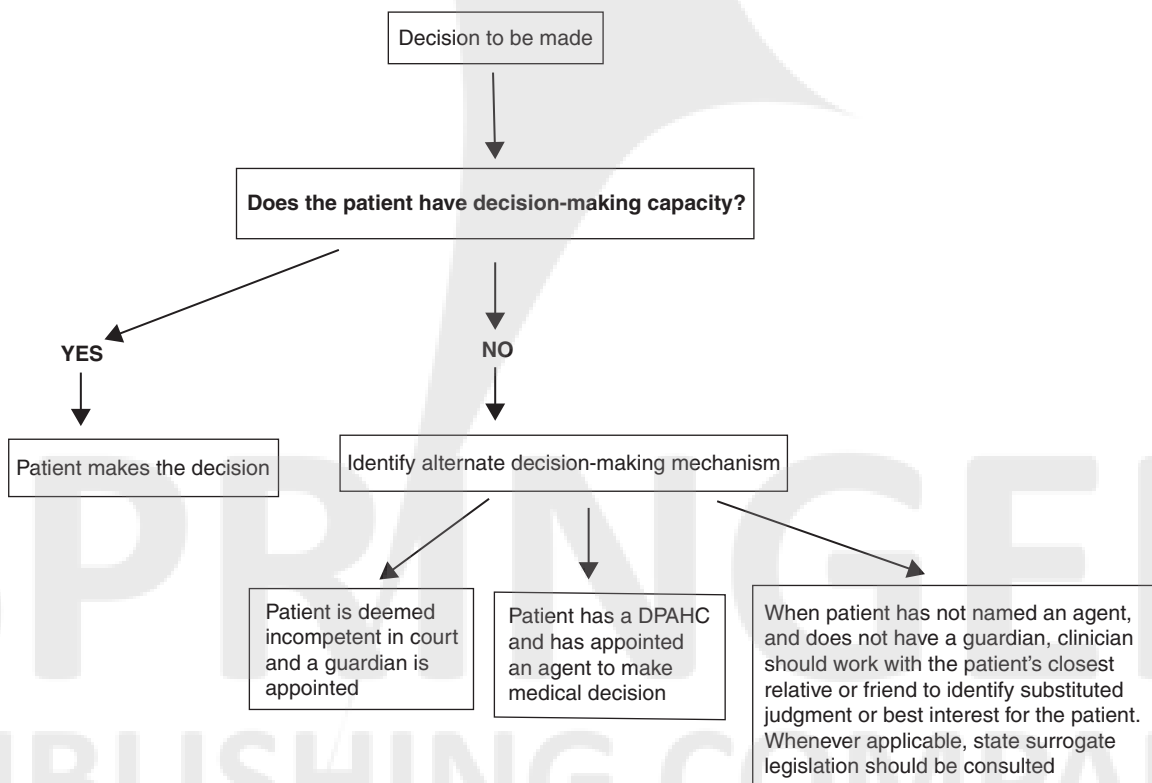 Decision to be made
Does the patient have decision-making capacity?
YES
NO
Patient makes the decision
Identify alternate decision-making mechanism
Patient is deemed
incompetent in court
and a guardian is
appointed
Patient has a DPAHC
and has appointed
an agent to make
medical decision
When patient has not named an agent,
and does not have a guardian, clinician
should work with the patient's closest
relative or friend to identify substituted
judgment or best interest for the patient.
Whenever applicable, state surrogate
legislation should be consulted